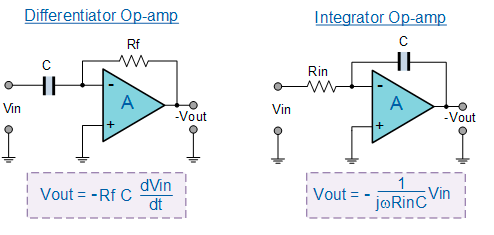 Differentiator Op-amp
Rf
C
-
A
+
Vin
-Vout
Vout = -Rf C dVin
dt
Integrator Op-amp
C
Rin
-
A
+
Vin
-Vout
Vout = - 1 Vin
jωRinC